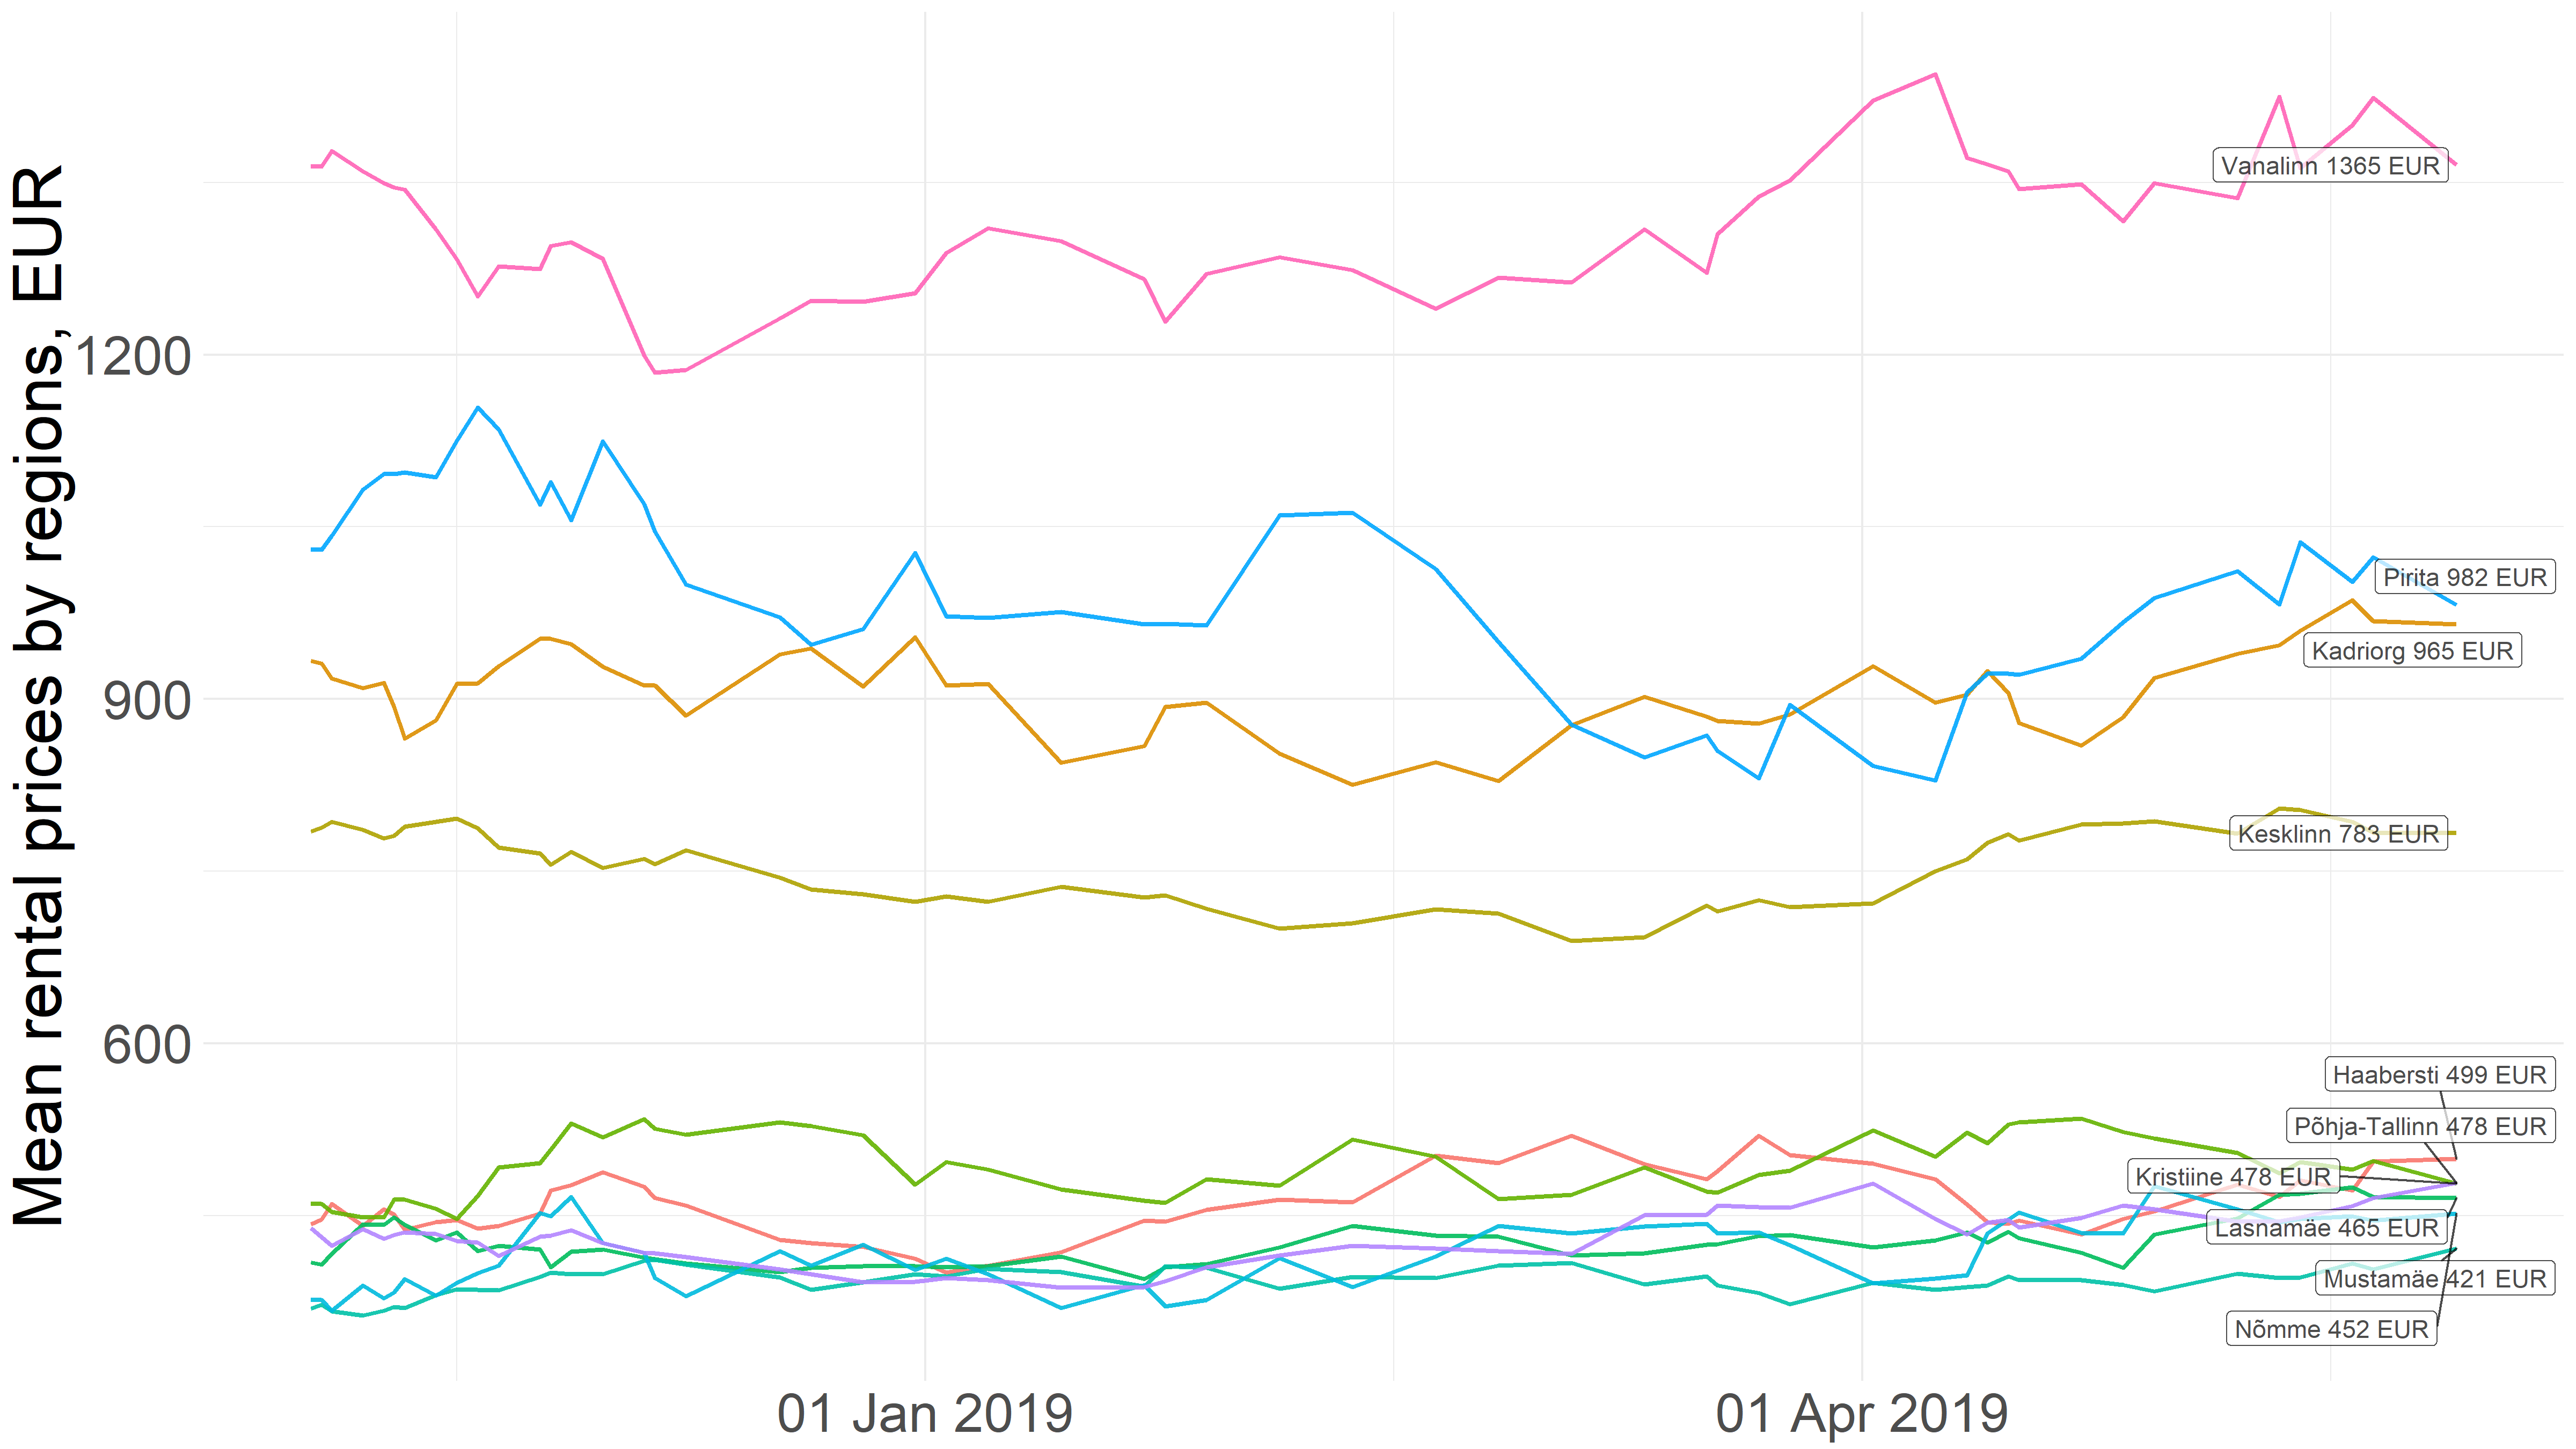 Mean rental prices by regions, EUR
1200
900
600
Vanalinn 1365 EUR
Pirita 982 EUR
Kadriorg 965 EUR
Kesklinn 783 EUR
Haabersti 499 EUR
Põhja-Tallinn 478 EUR
Kristiine 478 EUR
Lasnamäe 465 EUR
Mustamäe 421 EUR
Nõmme 452 EUR
01 Jan 2019
01 Apr 2019